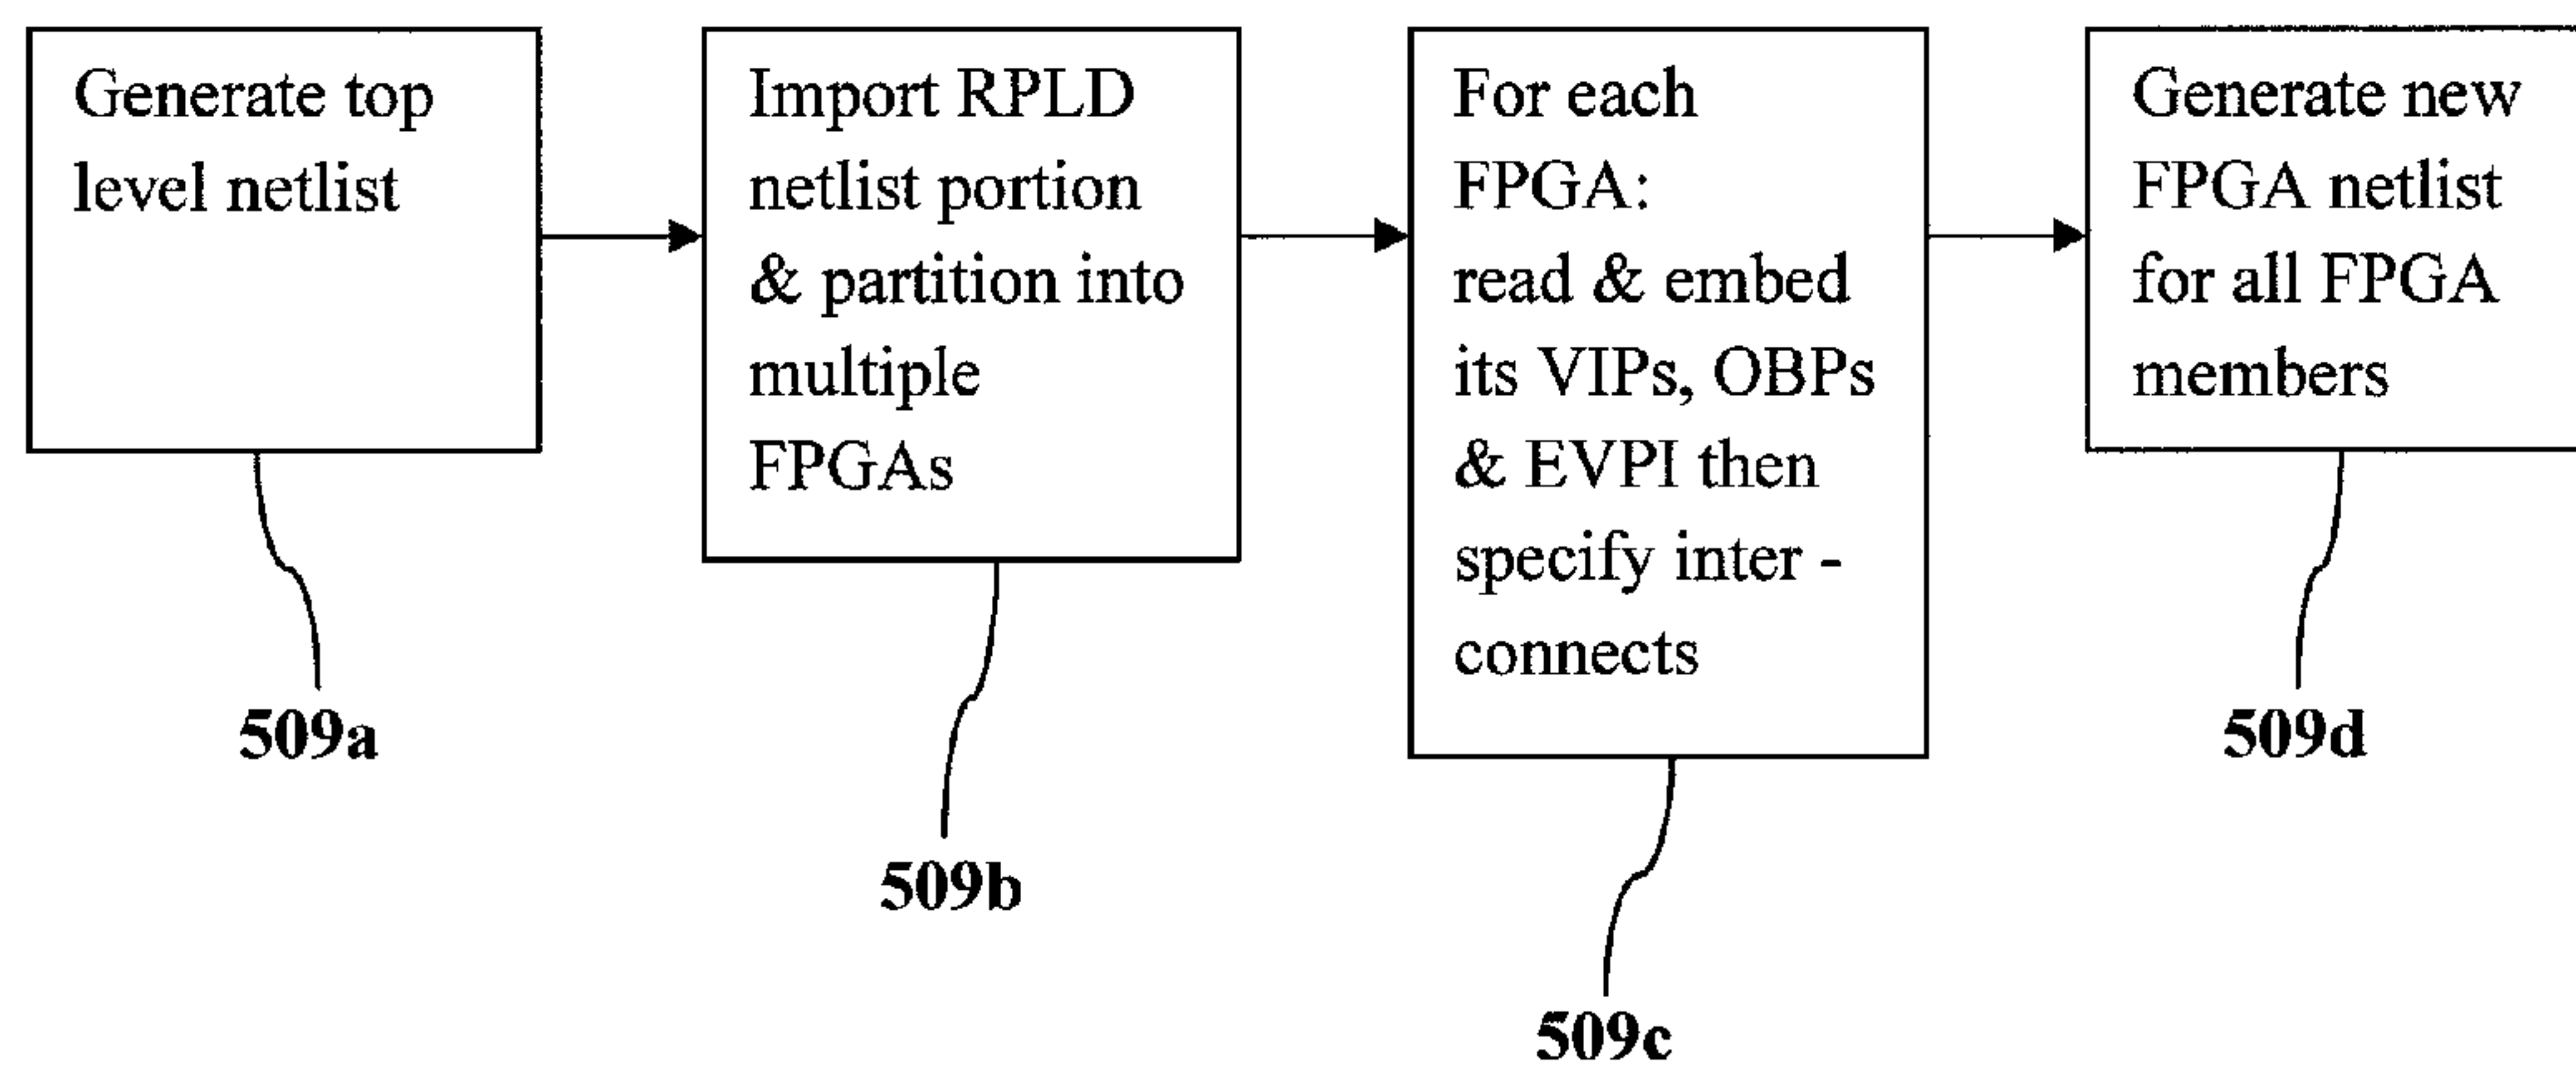 Generate top
level netlist
Import RPLD
netlist portion
& partition into
multiple
FPGAs
For each
FPGA:
read & embed
its VIPs, OBPs
& EVPI then
specify inter -
connects
Generate new
FPGA netlist
for all FPGA
members
509a
509b
509c
509d